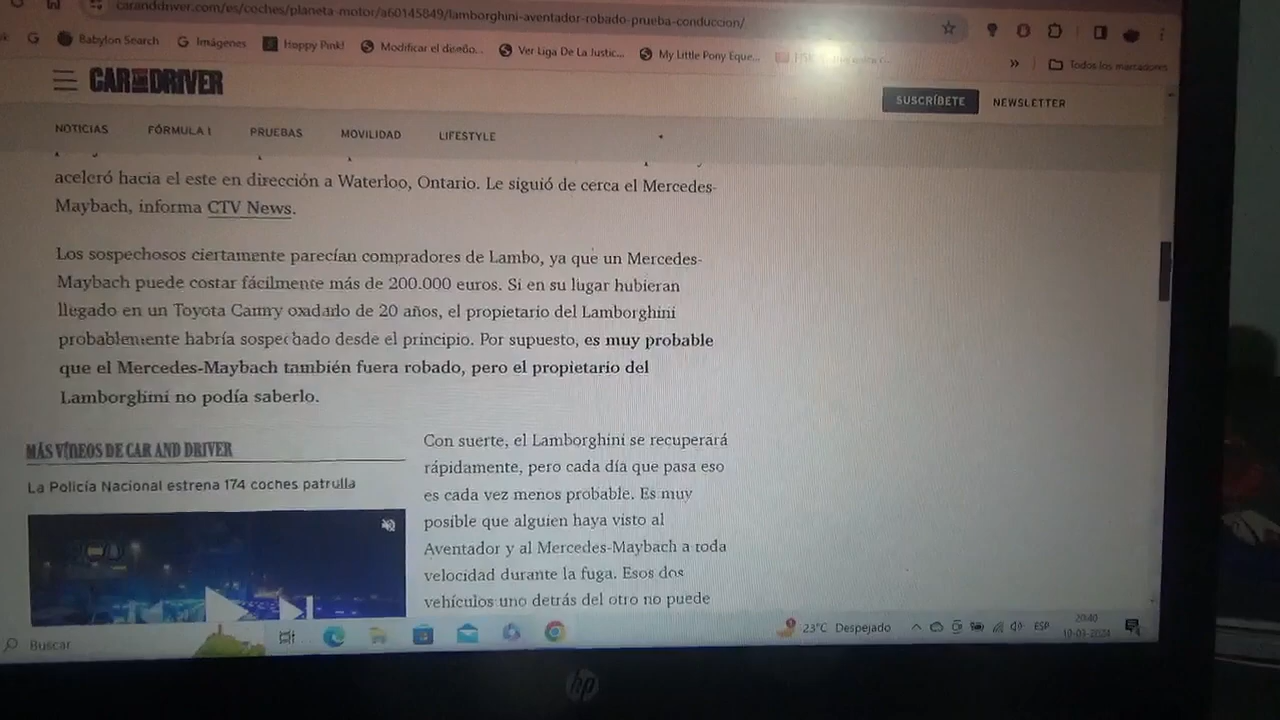 caranddriver.com/es/coches/planeta-motor/a60145849/lamborghini-aventador-robado-prueba-conduccion/
Babylon Search
Imágenes
Hoppy Pink!
Modificar el diseño...
Ver Liga De La Justic...
My Little Pony Eque...
»
Todos los marcadores
CAR AND DRIVER
SUSCRÍBETE
NEWSLETTER
NOTICIAS
FÓRMULA 1
PRUEBAS
MOVILIDAD
LIFESTYLE
aceleró hacia el este en dirección a Waterloo, Ontario. Le siguió de cerca el Mercedes-
Maybach, informa CTV News.
Los sospechosos ciertamente parecían compradores de Lambo, ya que un Mercedes-
Maybach puede costar fácilmente más de 200.000 euros. Si en su lugar hubieran
llegado en un Toyota Camry oxidado de 20 años, el propietario del Lamborghini
probablemente habría sospechado desde el principio. Por supuesto, es muy probable
que el Mercedes-Maybach también fuera robado, pero el propietario del
Lamborghini no podía saberlo.
MÁS VÍDEOS DE CAR AND DRIVER
La Policía Nacional estrena 174 coches patrulla
Con suerte, el Lamborghini se recuperará
rápidamente, pero cada día que pasa eso
es cada vez menos probable. Es muy
posible que alguien haya visto al
Aventador y al Mercedes-Maybach a toda
velocidad durante la fuga. Esos dos
vehículos uno detrás del otro no puede
Buscar
23°C Despejado
ESP
20:40
10-03-2024
hp